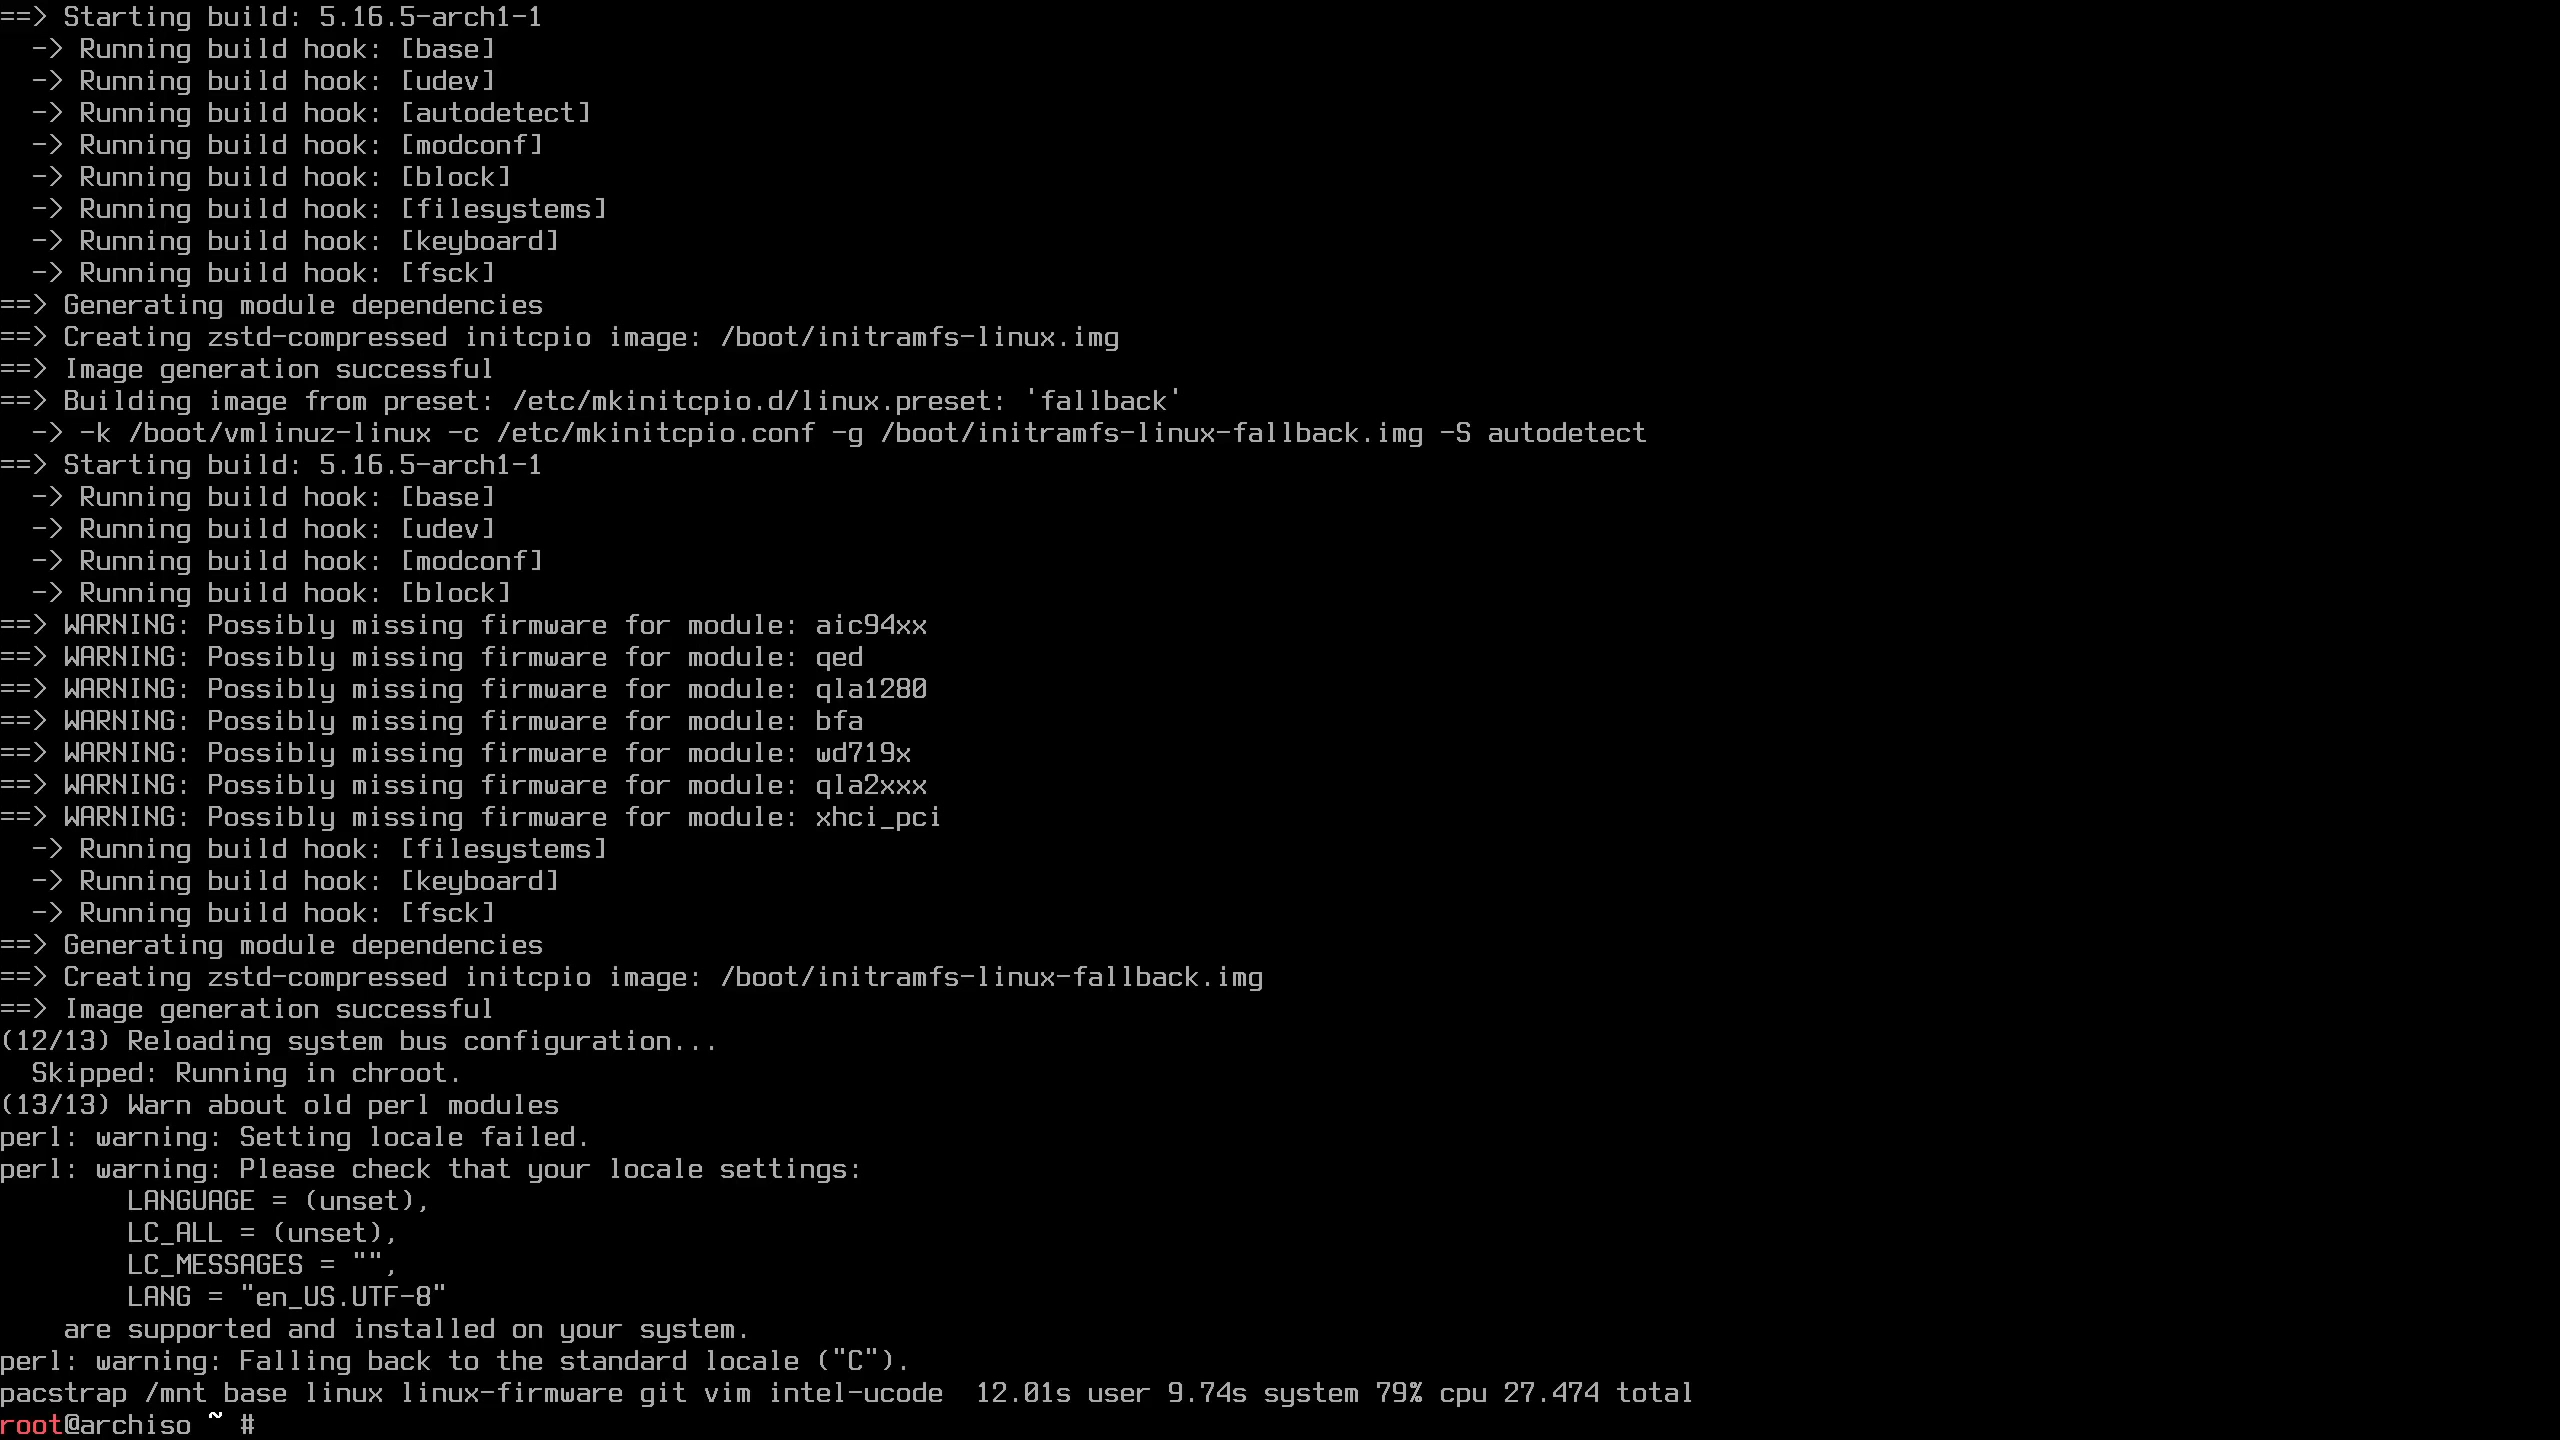 ==> Starting build: 5.16.5-arch1-1
  -> Running build hook: [base]
  -> Running build hook: [udev]
  -> Running build hook: [autodetect]
  -> Running build hook: [modconf]
  -> Running build hook: [block]
  -> Running build hook: [filesystems]
  -> Running build hook: [keyboard]
  -> Running build hook: [fsck]
==> Generating module dependencies
==> Creating zstd-compressed initcpio image: /boot/initramfs-linux.img
==> Image generation successful
==> Building image from preset: /etc/mkinitcpio.d/linux.preset: 'fallback'
  -> -k /boot/vmlinuz-linux -c /etc/mkinitcpio.conf -g /boot/initramfs-linux-fallback.img -S autodetect
==> Starting build: 5.16.5-arch1-1
  -> Running build hook: [base]
  -> Running build hook: [udev]
  -> Running build hook: [modconf]
  -> Running build hook: [block]
==> WARNING: Possibly missing firmware for module: aic94xx
==> WARNING: Possibly missing firmware for module: qed
==> WARNING: Possibly missing firmware for module: qla1280
==> WARNING: Possibly missing firmware for module: bfa
==> WARNING: Possibly missing firmware for module: wd719x
==> WARNING: Possibly missing firmware for module: qla2xxx
==> WARNING: Possibly missing firmware for module: xhci_pci
  -> Running build hook: [filesystems]
  -> Running build hook: [keyboard]
  -> Running build hook: [fsck]
==> Generating module dependencies
==> Creating zstd-compressed initcpio image: /boot/initramfs-linux-fallback.img
==> Image generation successful
(12/13) Reloading system bus configuration...
  Skipped: Running in chroot.
(13/13) Warn about old perl modules
perl: warning: Setting locale failed.
perl: warning: Please check that your locale settings:
        LANGUAGE = (unset),
        LC_ALL = (unset),
        LC_MESSAGES = "",
        LANG = "en_US.UTF-8"
    are supported and installed on your system.
perl: warning: Falling back to the standard locale ("C").
pacstrap /mnt base linux linux-firmware git vim intel-ucode  12.01s user 9.74s system 79% cpu 27.474 total
root@archiso ~ #